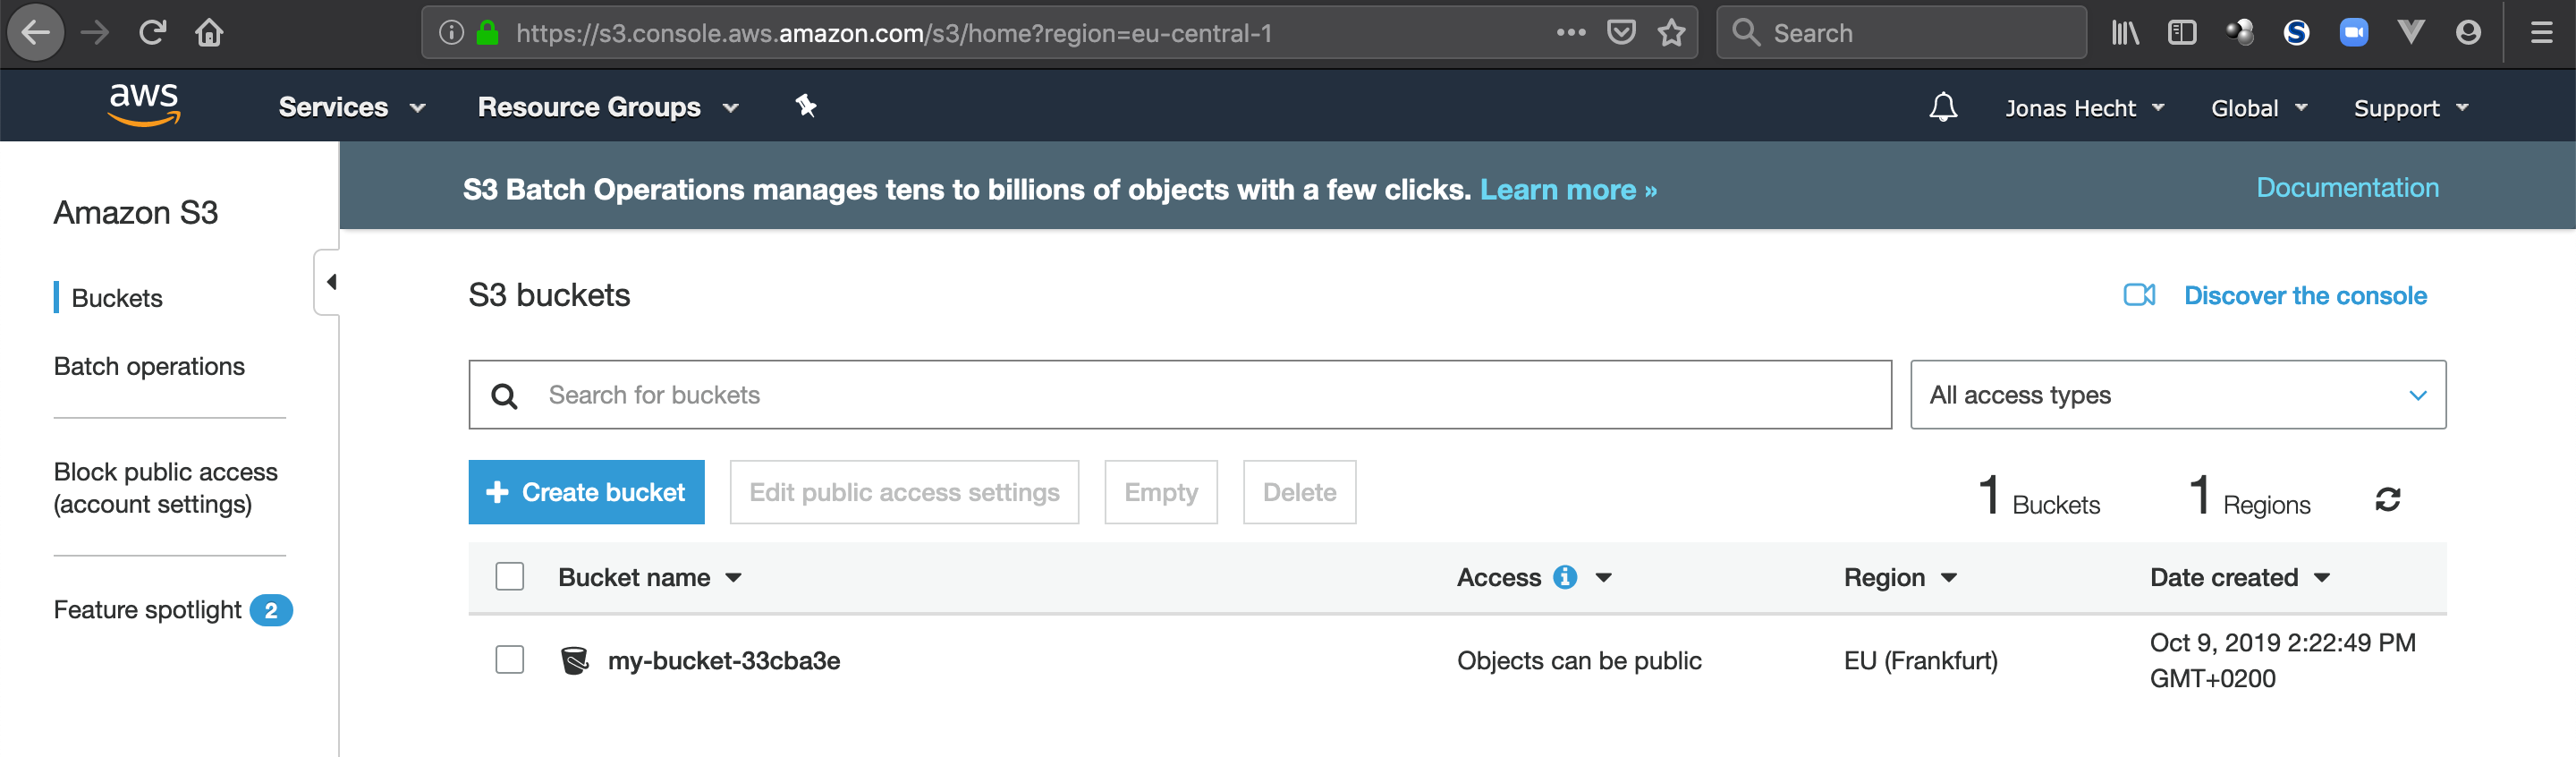 https://s3.console.aws.amazon.com/s3/home?region=eu-central-1
Search
aws
Services
Resource Groups
Jonas Hecht
Global
Support
Amazon S3
Buckets
Batch operations
Block public access
(account settings)
Feature spotlight 2
S3 Batch Operations manages tens to billions of objects with a few clicks. Learn more »
Documentation
S3 buckets
Discover the console
Search for buckets
All access types
+ Create bucket
Edit public access settings
Empty
Delete
1 Buckets
1 Regions
Bucket name
Access
Region
Date created
my-bucket-33cba3e
Objects can be public
EU (Frankfurt)
Oct 9, 2019 2:22:49 PM
GMT+0200